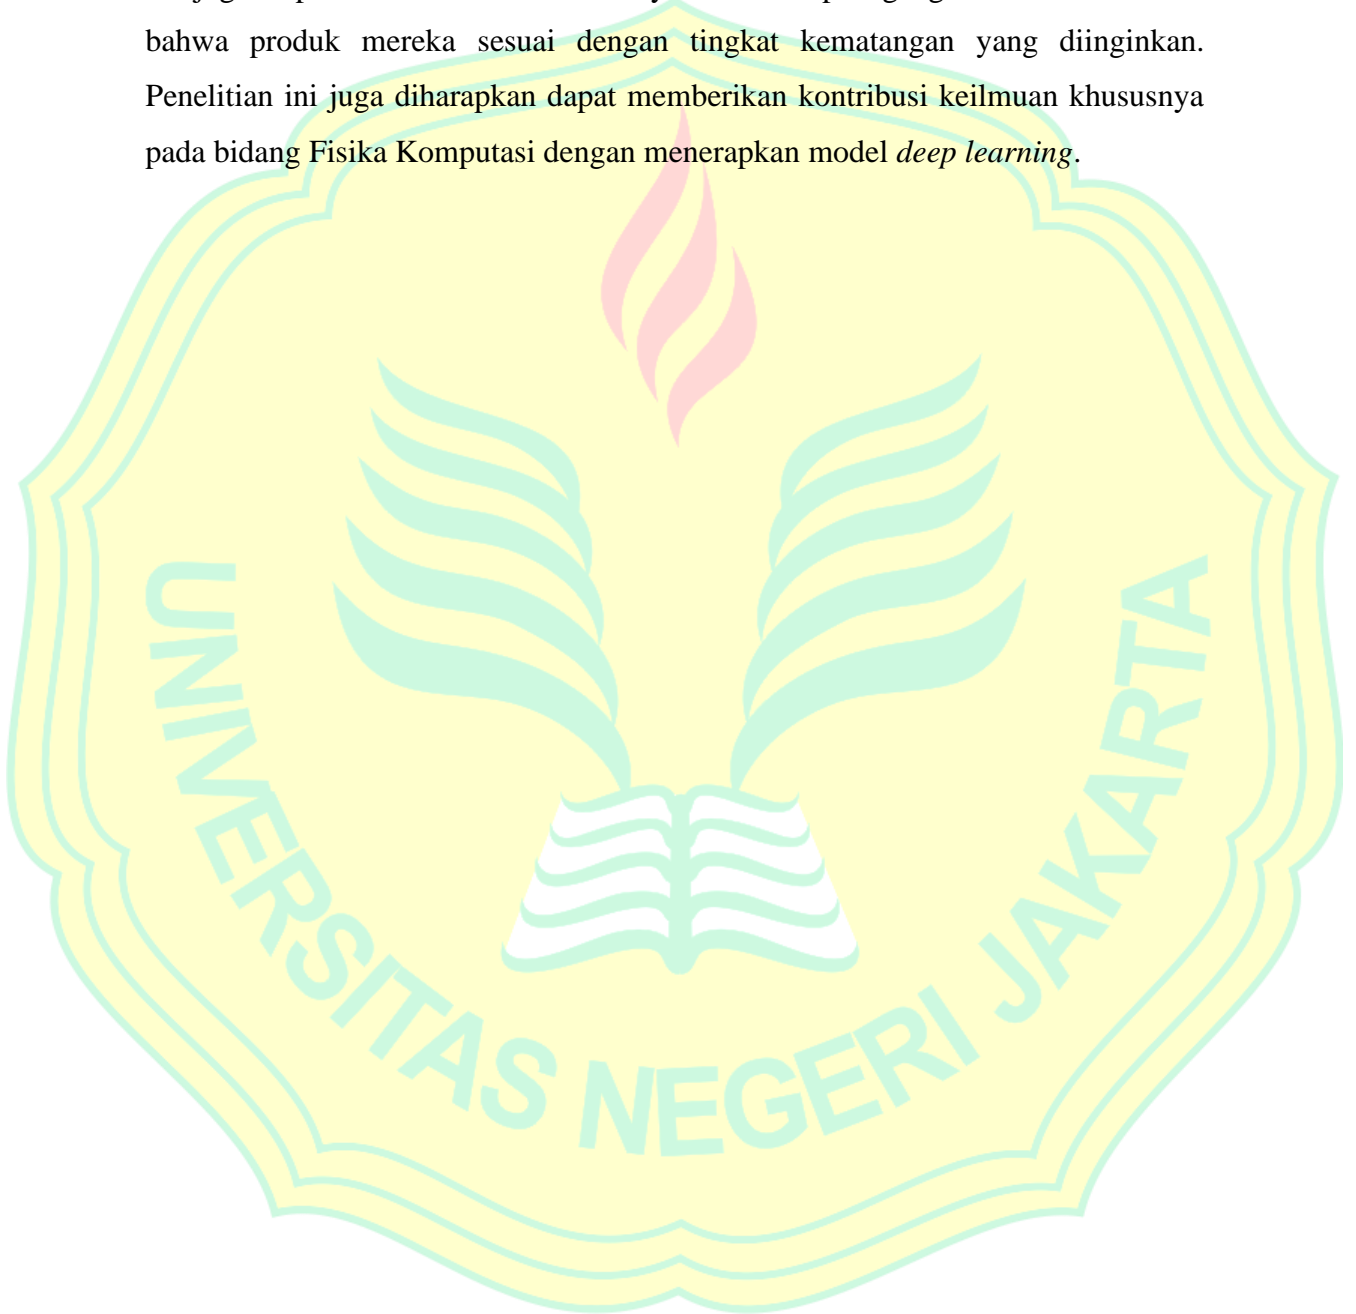 bahwa produk mereka sesuai dengan tingkat kematangan yang diinginkan.
Penelitian ini juga diharapkan dapat memberikan kontribusi keilmuan khususnya
pada bidang Fisika Komputasi dengan menerapkan model deep learning.
UNIVERSITAS NEGERI JAKARTA